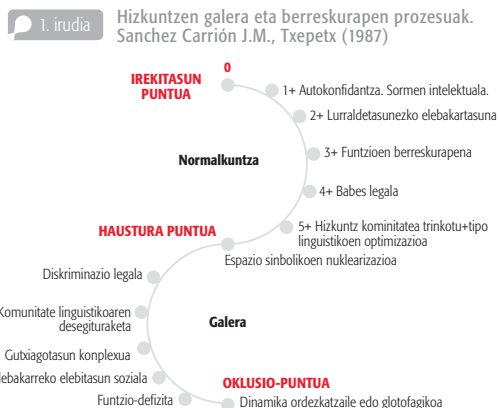 1. irudia
Hizkuntzen galera eta berreskurapen prozesuak.
Sanchez Carrión J.M., Txepetx (1987)
0
IREKITASUN
PUNTUA
1+ Autokonfidantza. Sormen intelektuala.
2+ Lurraldetasunezko elebakartasuna
Normalkuntza
3+ Funtzioen berreskurapena
4+ Babes legala
HAUSTURA PUNTUA
5+ Hizkuntz kominitatea trinkotu+tipo
linguistikoen optimizazioa
Espazio sinbolikoen nuklearizazioa
Diskriminazio legala
Komunitate linguistikoaren
desegituraketa
Galera
Gutxiagotasun konplexua
lebakarreko elebitasun soziala
OKLUSIO-PUNTUA
Funtzio-defizita
Dinamika ordezkatzaile edo glotofagikoa